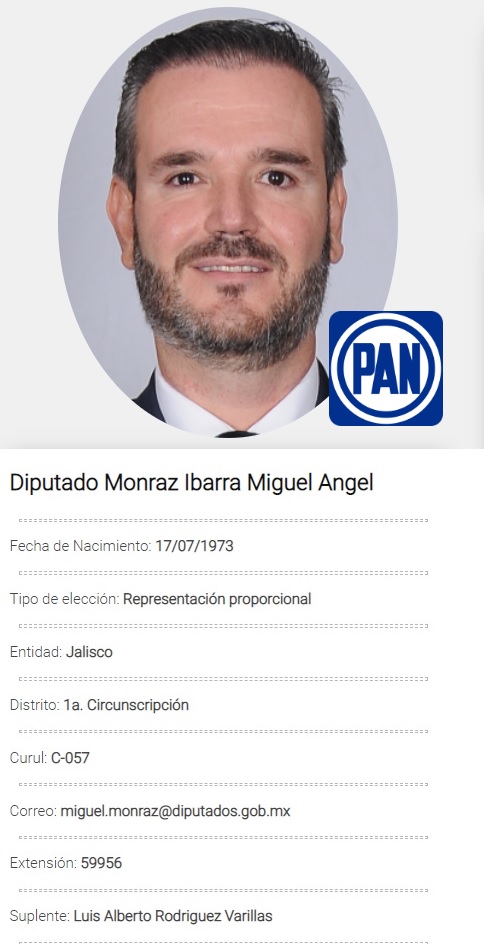 PAN
Diputado Monraz Ibarra Miguel Angel
Fecha de Nacimiento: 17/07/1973
Tipo de elección: Representación proporcional
Entidad: Jalisco
Distrito: 1a. Circunscripción
Curul: C-057
Correo: miguel.monraz@diputados.gob.mx
Extensión: 59956
Suplente: Luis Alberto Rodriguez Varillas